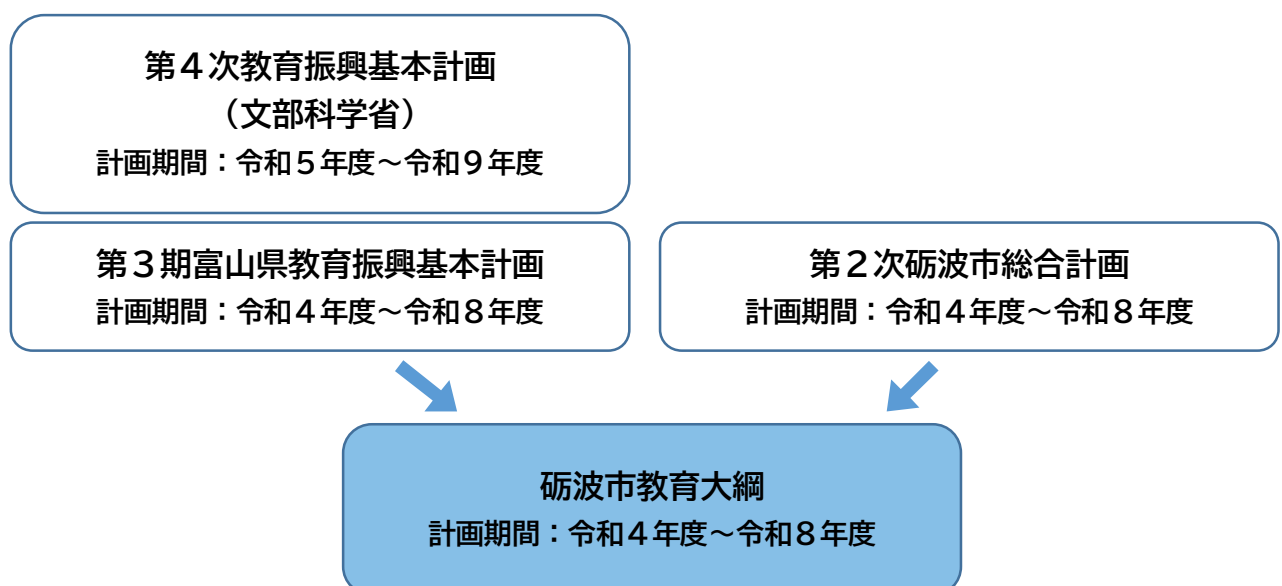 第４次教育振興基本計画
（文部科学省）
計画期間：令和５年度～令和９年度
第３期富山県教育振興基本計画
計画期間：令和４年度～令和８年度
第２次砺波市総合計画
計画期間：令和４年度～令和８年度
砺波市教育大綱
計画期間：令和４年度～令和８年度